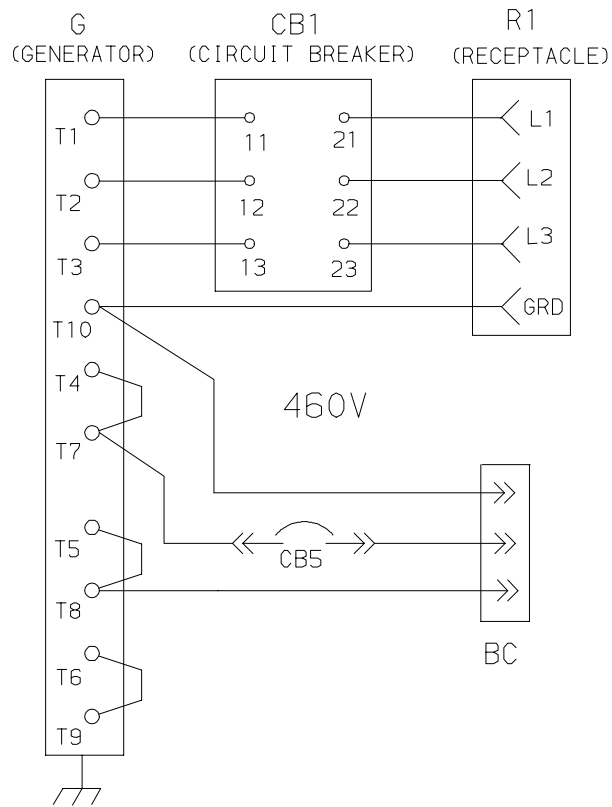 G
(GENERATOR)
CB1
(CIRCUIT BREAKER)
R1
(RECEPTACLE)
T1
11
21
L1
T2
12
22
L2
T3
13
23
L3
T10
GRD
T4
460V
T7
T5
CB5
T8
BC
T6
T9